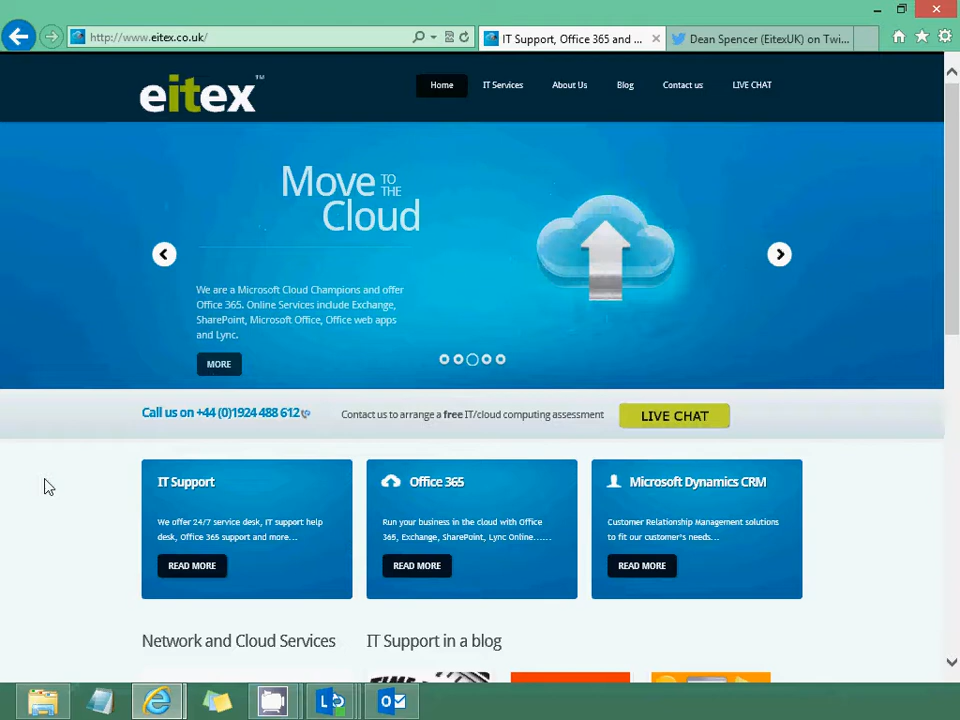 http://www.eitex.co.uk/
IT Support, Office 365 and ...
Dean Spencer (EitexUK) on Twi...
eitex™
Home
IT Services
About Us
Blog
Contact us
LIVE CHAT
Move TO THE
Cloud
We are a Microsoft Cloud Champions and offer
Office 365. Online Services include Exchange,
SharePoint, Microsoft Office, Office web apps
and Lync.
MORE
Call us on +44 (0)1924 488 612
Contact us to arrange a free IT/cloud computing assessment
LIVE CHAT
IT Support
We offer 24/7 service desk, IT support help
desk, Office 365 support and more...
READ MORE
Office 365
Run your business in the cloud with Office
365, Exchange, SharePoint, Lync Online......
READ MORE
Microsoft Dynamics CRM
Customer Relationship Management solutions
to fit our customer's needs...
READ MORE
Network and Cloud Services
IT Support in a blog